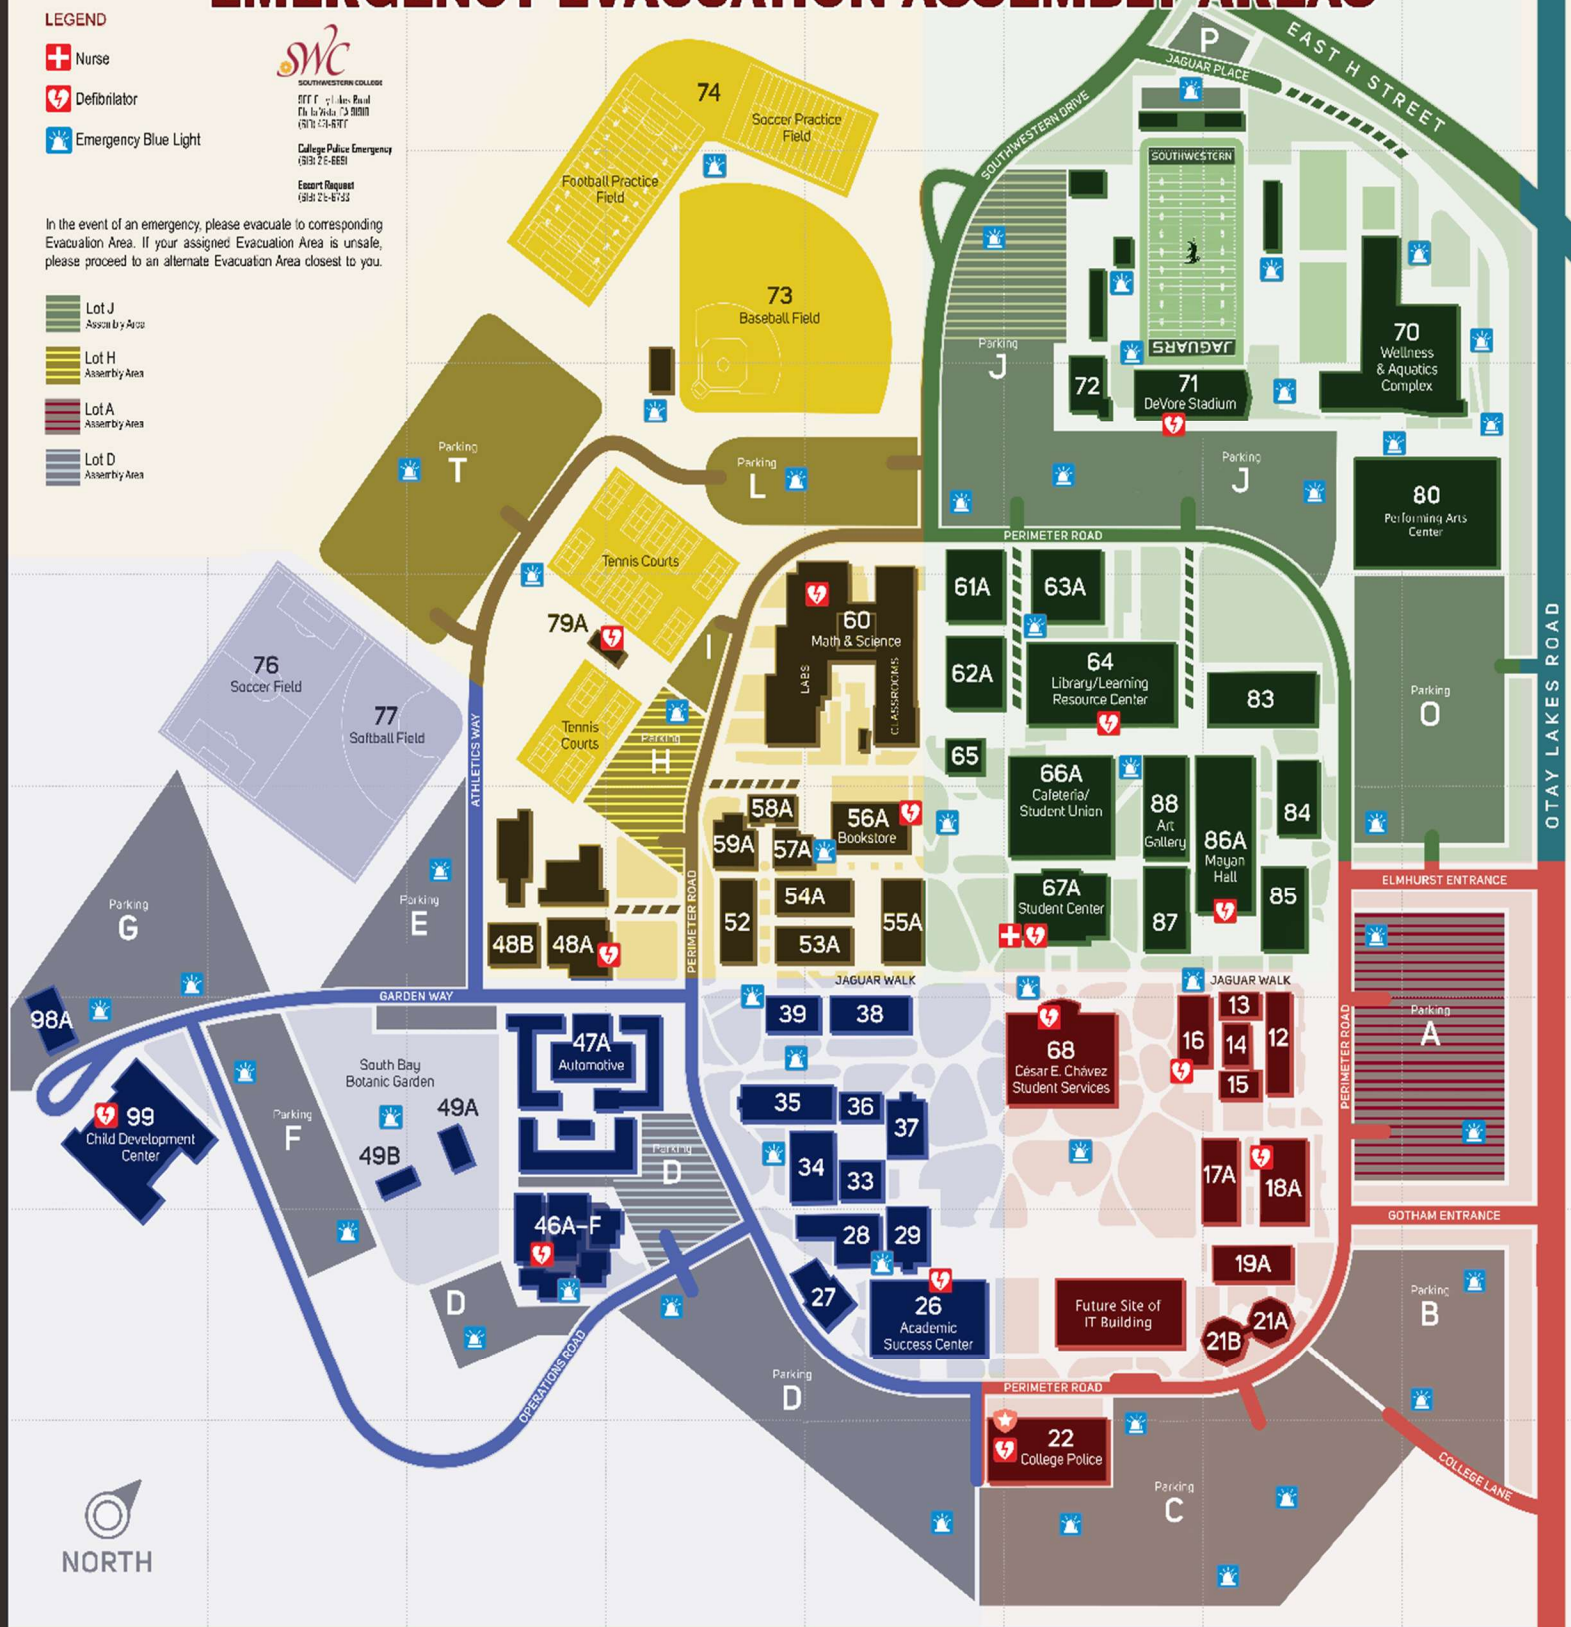 EMERGENCY EVACUATION ASSEMBLY AREAS
LEGEND
Nurse
Defibrilator
Emergency Blue Light
SWC
SOUTHWESTERN COLLEGE
College Police Emergency
Escort Request
In the event of an emergency, please evacuate to corresponding
Evacuation Area. If your assigned Evacuation Area is unsafe,
please proceed to an alternate Evacuation Area closest to you.
Lot J
Assembly Area
Lot H
Assembly Area
Lot A
Assembly Area
Lot D
Assembly Area
P
JAGUAR PLACE
EAST H STREET
SOUTHWESTERN DRIVE
74
Soccer Practice
Field
Football Practice
Field
73
Baseball Field
SOUTHWESTERN
JAGUARS
Parking
J
72
71
DeVore Stadium
70
Wellness
& Aquatics
Complex
Parking
T
Parking
L
Parking
J
80
Performing Arts
Center
PERIMETER ROAD
Tennis Courts
79A
I
60
Math & Science
LABS
CLASSROOMS
61A
63A
62A
64
Library/Learning
Resource Center
83
65
Parking
O
OTAY LAKES ROAD
76
Soccer Field
77
Softball Field
ATHLETICS WAY
Tennis
Courts
Parking
H
66A
Cafeteria/
Student Union
88
Art
Gallery
86A
Mayan
Hall
84
58A
59A
57A
56A
Bookstore
67A
Student Center
87
85
ELMHURST ENTRANCE
Parking
G
Parking
E
48B
48A
PERIMETER ROAD
52
54A
53A
55A
JAGUAR WALK
JAGUAR WALK
GARDEN WAY
98A
39
38
47A
Automotive
68
César E. Chávez
Student Services
16
13
14
15
12
PERIMETER ROAD
Parking
A
South Bay
Botanic Garden
49A
49B
Parking
F
99
Child Development
Center
35
36
37
34
33
Parking
D
17A
18A
46A-F
28
29
GOTHAM ENTRANCE
19A
D
27
26
Academic
Success Center
Future Site of
IT Building
21A
21B
Parking
B
OPERATIONS ROAD
Parking
D
PERIMETER ROAD
22
College Police
Parking
C
COLLEGE LANE
NORTH